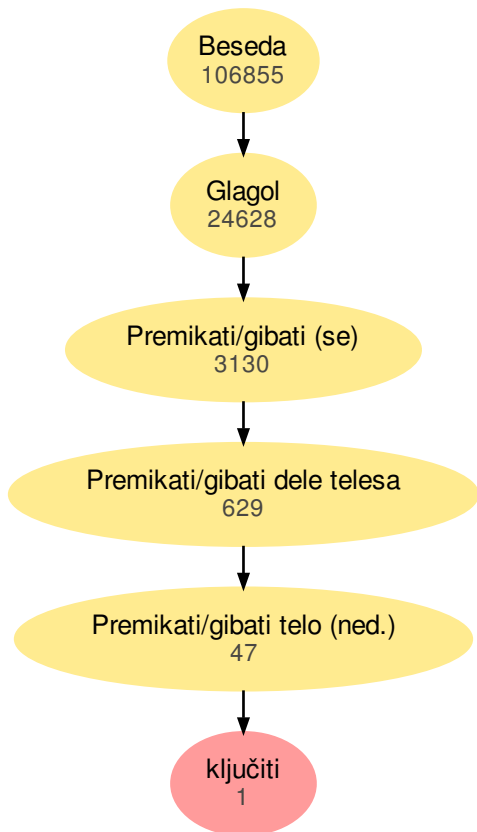 Beseda
106855
Glagol
24628
Premikati/gibati (se)
3130
Premikati/gibati dele telesa
629
Premikati/gibati telo (ned.)
47
ključiti
1